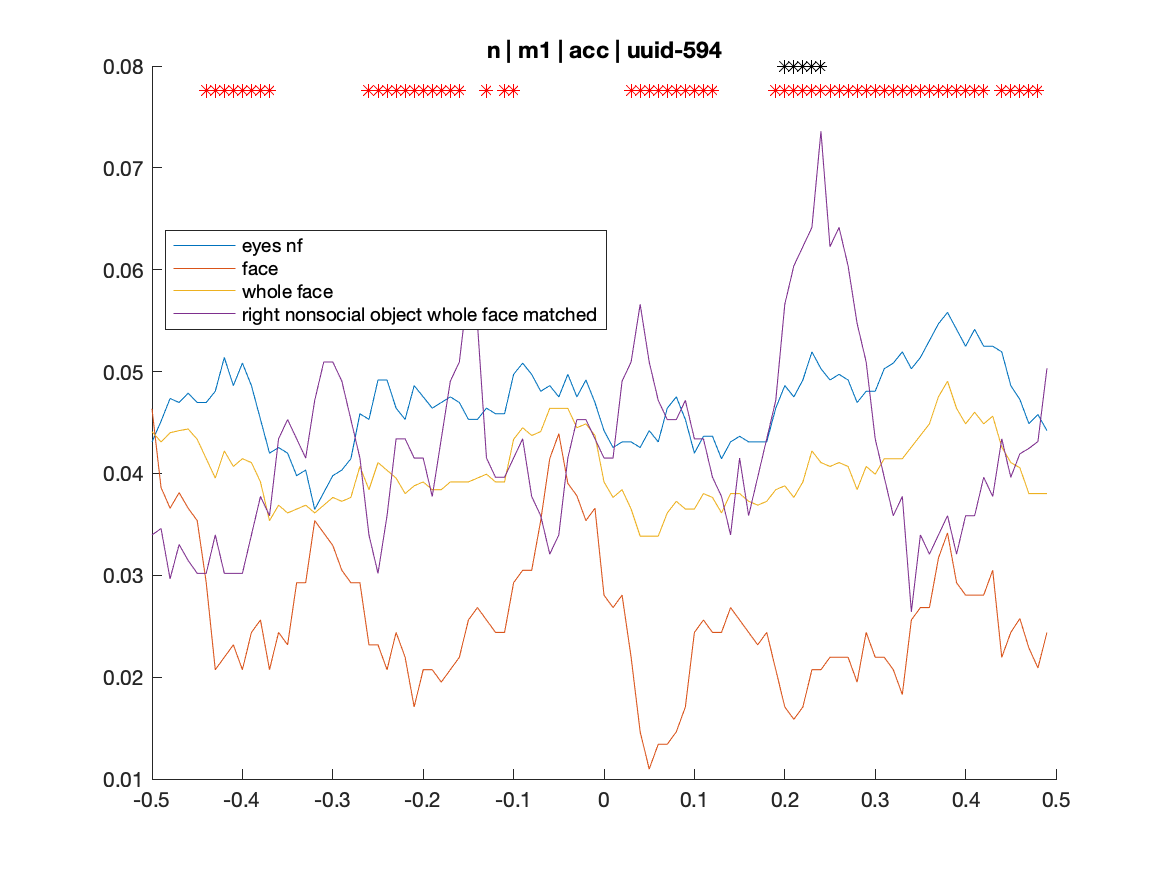 n | m1 | acc | uuid-594
0.08
0.07
0.06
0.05
0.04
0.03
0.02
0.01
eyes nf
face
whole face
right nonsocial object whole face matched
-0.5 -0.4 -0.3 -0.2 -0.1 0 0.1 0.2 0.3 0.4 0.5